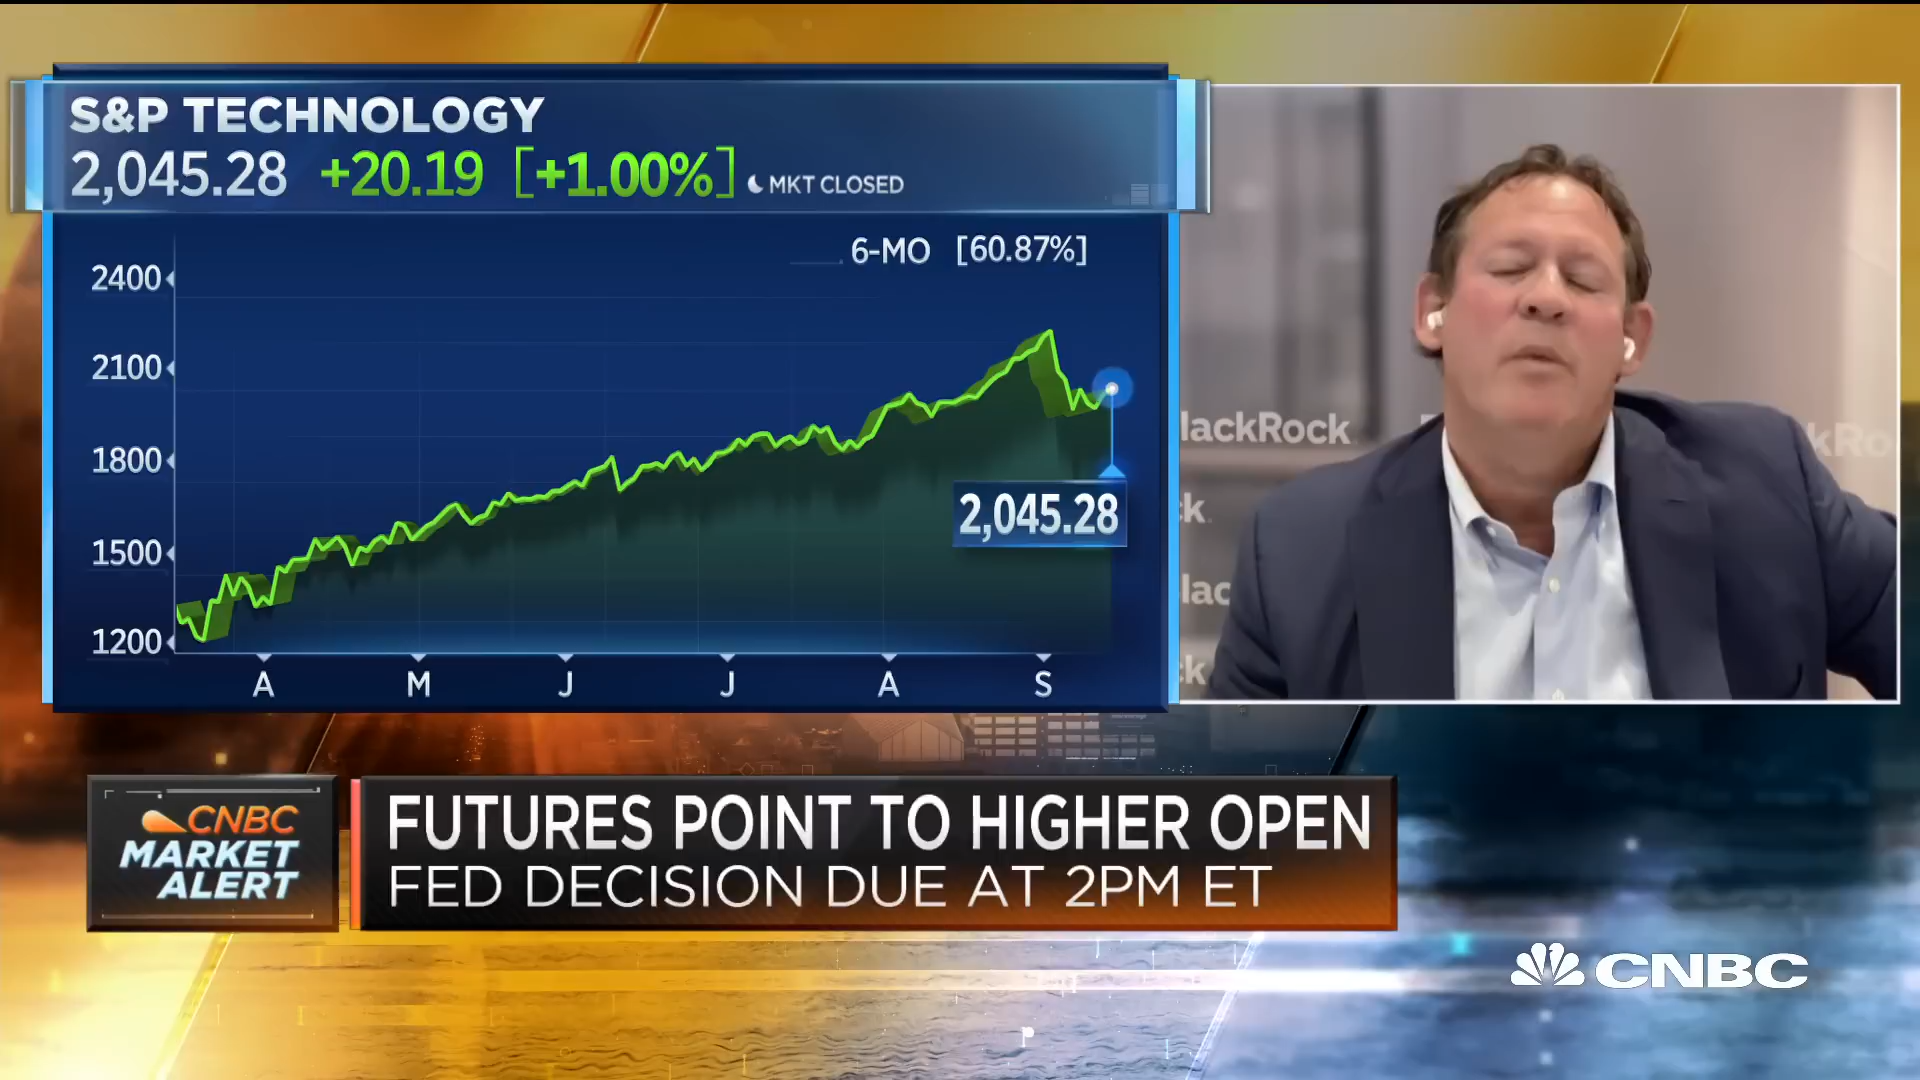 S&P TECHNOLOGY
2,045.28 +20.19 [+1.00%] MKT CLOSED
6-MO [60.87%]
2400
2100
1800
1500
1200
2,045.28
A M J J A S
lackRock
kRo
k.
lac
k
CNBC
MARKET
ALERT
FUTURES POINT TO HIGHER OPEN
FED DECISION DUE AT 2PM ET
CNBC